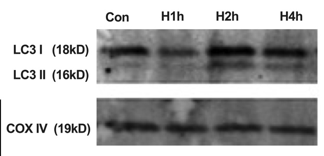 Con H1h H2h H4h
LC3 I (18kD)
LC3 II (16kD)
COX IV (19kD)